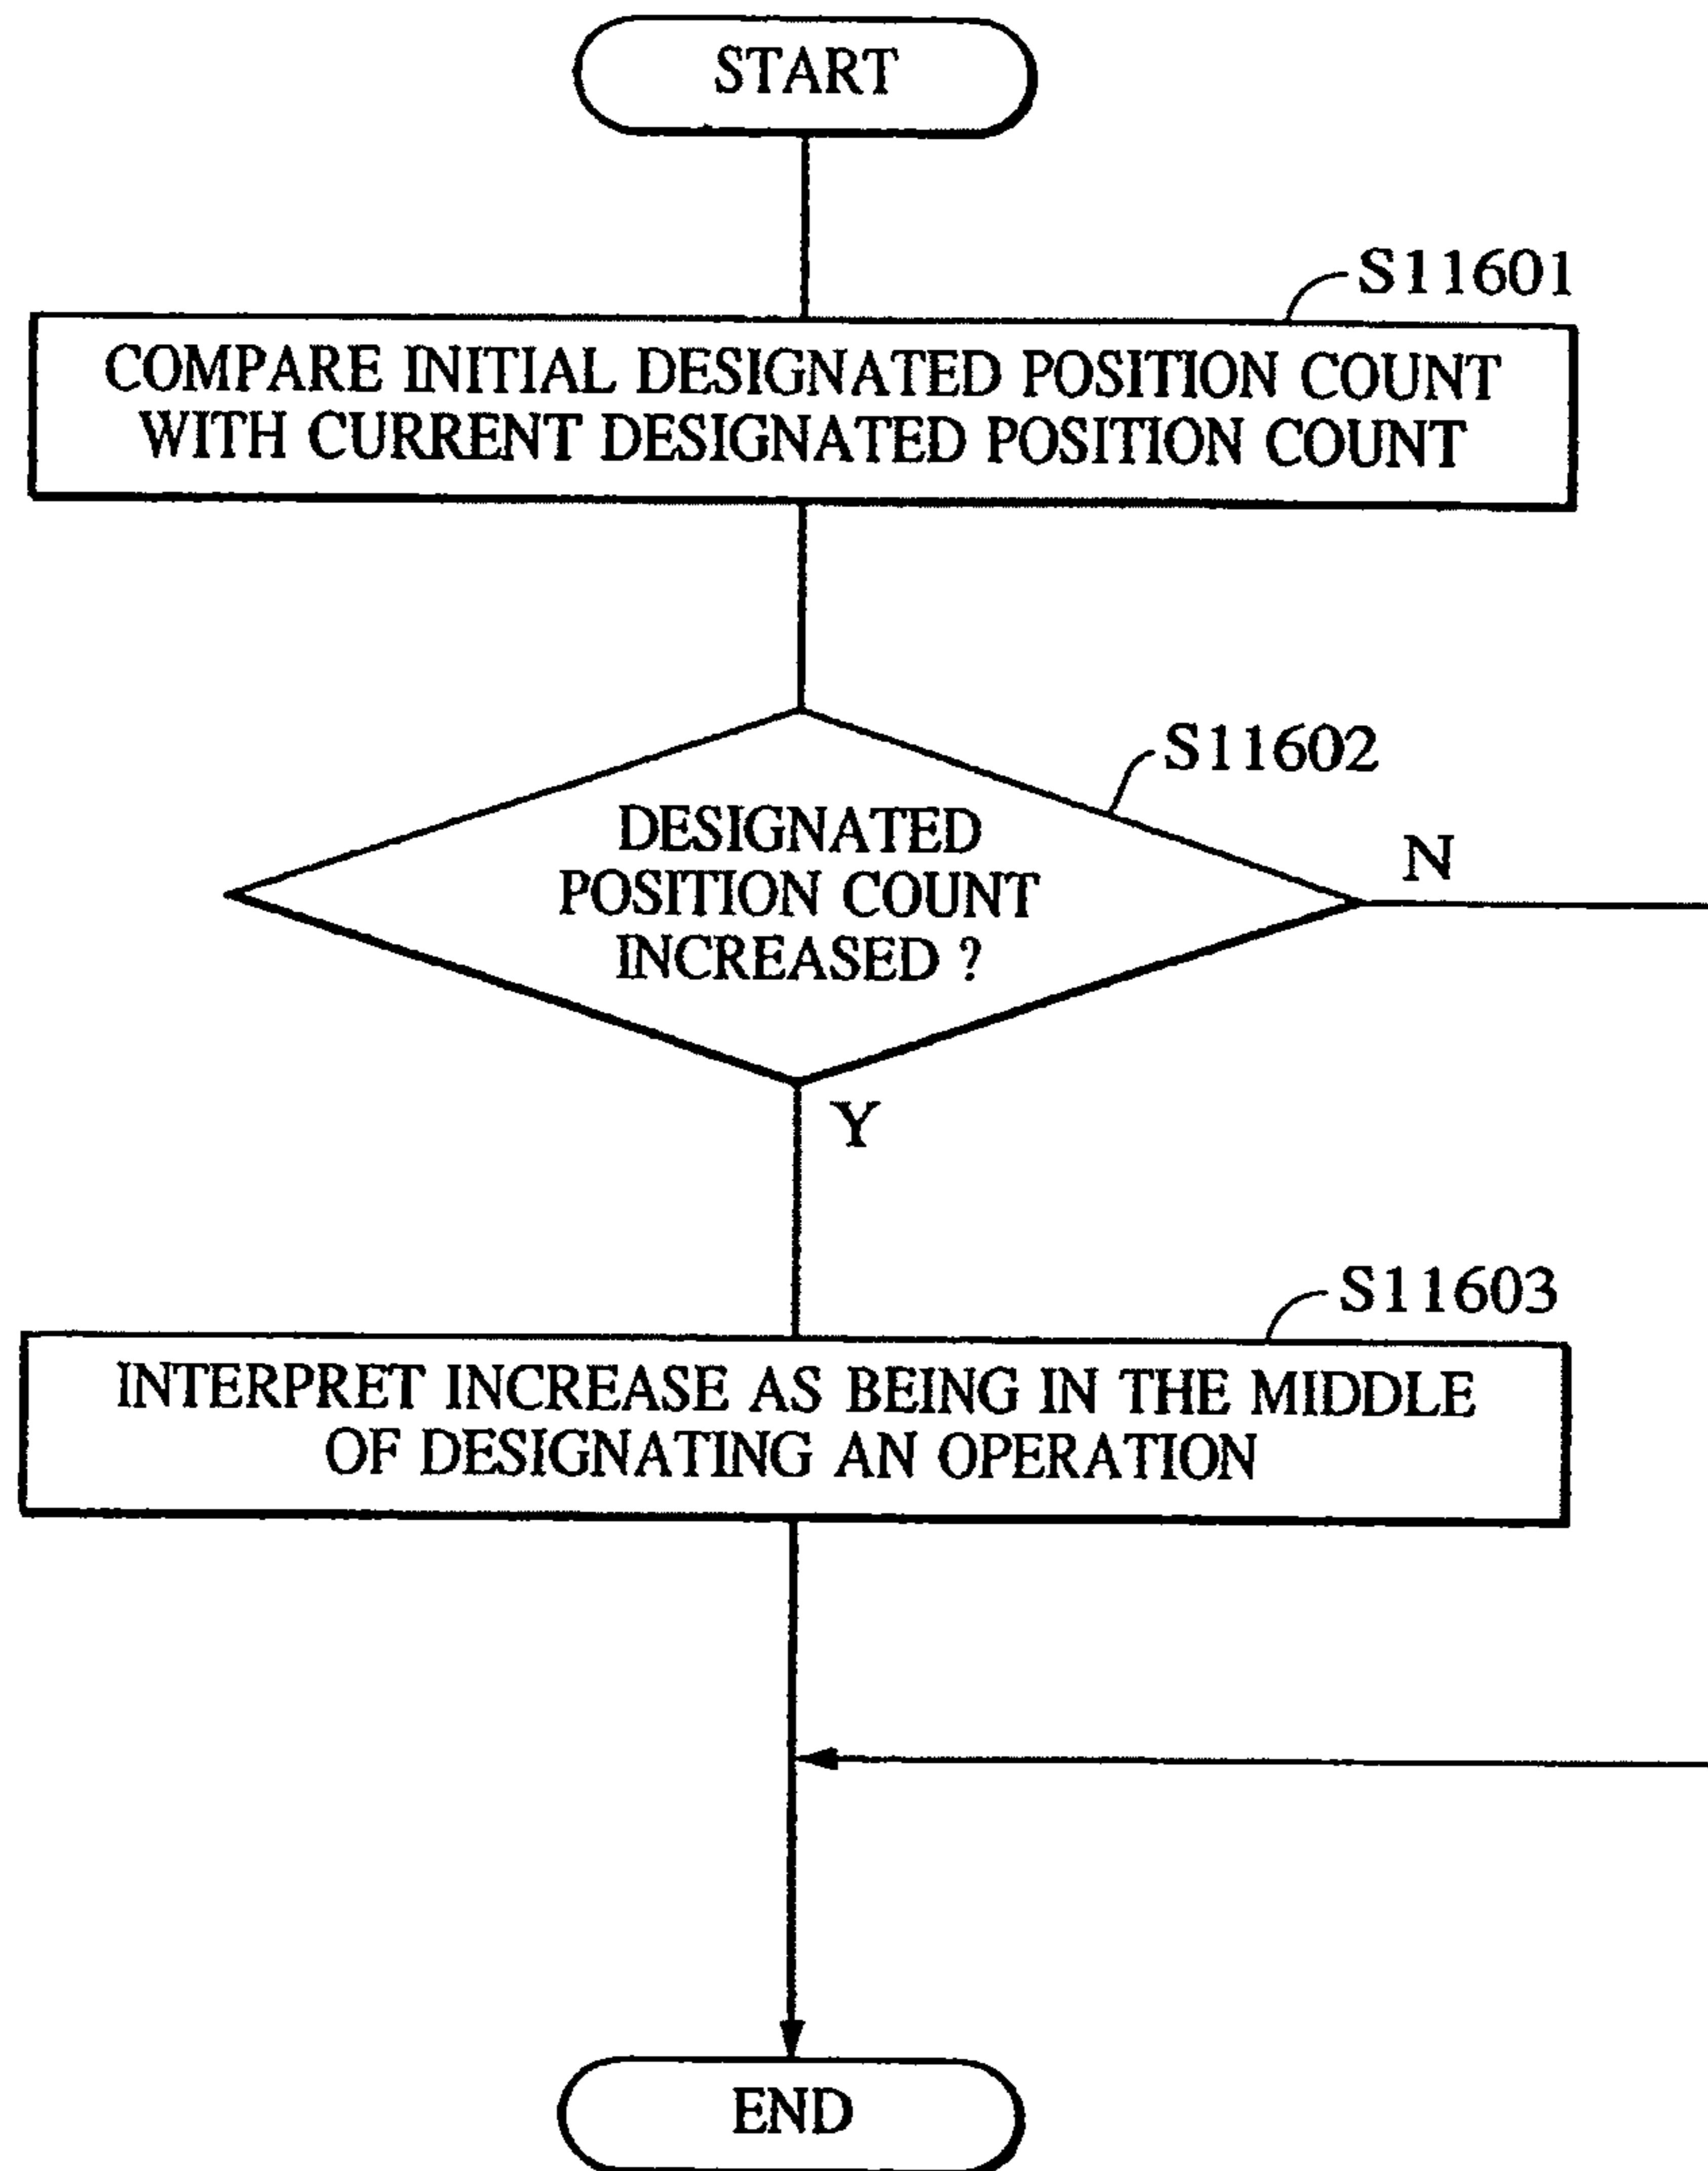 START
S11601
COMPARE INITIAL DESIGNATED POSITION COUNT
WITH CURRENT DESIGNATED POSITION COUNT
S11602
DESIGNATED
POSITION COUNT
INCREASED ?
N
Y
S11603
INTERPRET INCREASE AS BEING IN THE MIDDLE
OF DESIGNATING AN OPERATION
END